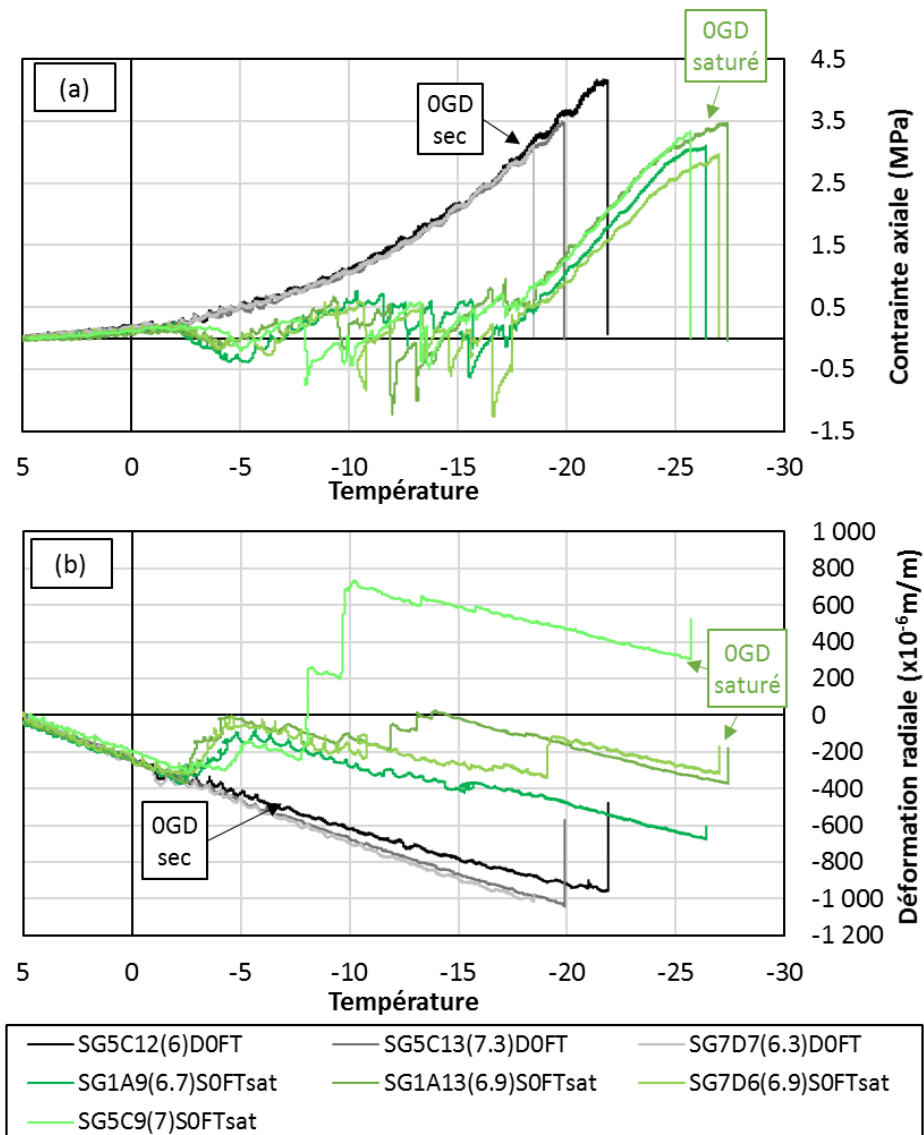 (a)
0GD
sec
0GD
saturé
4.5
3.5
2.5
1.5
0.5
-0.5
-1.5
Contrainte axiale (MPa)
5 0 -5 -10 -15 -20 -25 -30
Température
(b)
0GD
sec
0GD
saturé
1 000
800
600
400
200
0
-200
-400
-600
-800
-1 000
-1 200
Déformation radiale (x10-6m/m)
5 0 -5 -10 -15 -20 -25 -30
Température
SG5C12(6)D0FT SG5C13(7.3)D0FT SG7D7(6.3)D0FT
SG1A9(6.7)S0FTsat SG1A13(6.9)S0FTsat SG7D6(6.9)S0FTsat
SG5C9(7)S0FTsat